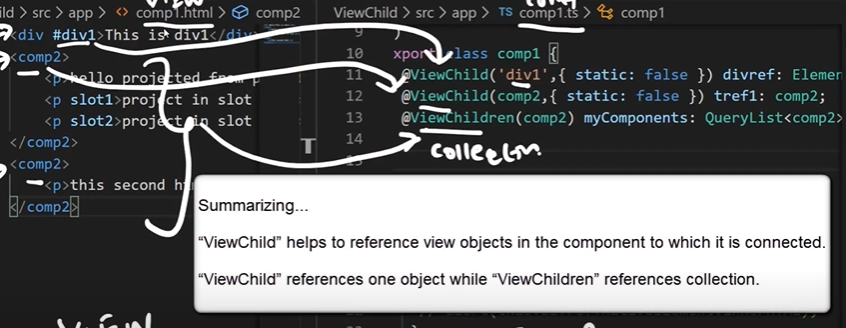 VIEW
ild > src > app > <> comp1.html > comp2
<div #div1>This is div1</div>
<comp2>
<p>hello projected from p
<p slot1>project in slot
<p slot2>project in slot
</comp2>
<comp2>
<p>this second h
</comp2>
VIEW
ViewChild > src > app > TS comp1.ts > comp1
9 )
10 xport class comp1 {
11 @ViewChild('div1',{ static: false }) divref: Elemen
12 @ViewChild(comp2,{ static: false }) tref1: comp2;
13 @ViewChildren(comp2) myComponents: QueryList<comp2>
14
15
T
collection
Summarizing...
“ViewChild” helps to reference view objects in the component to which it is connected.
“ViewChild” references one object while “ViewChildren” references collection.